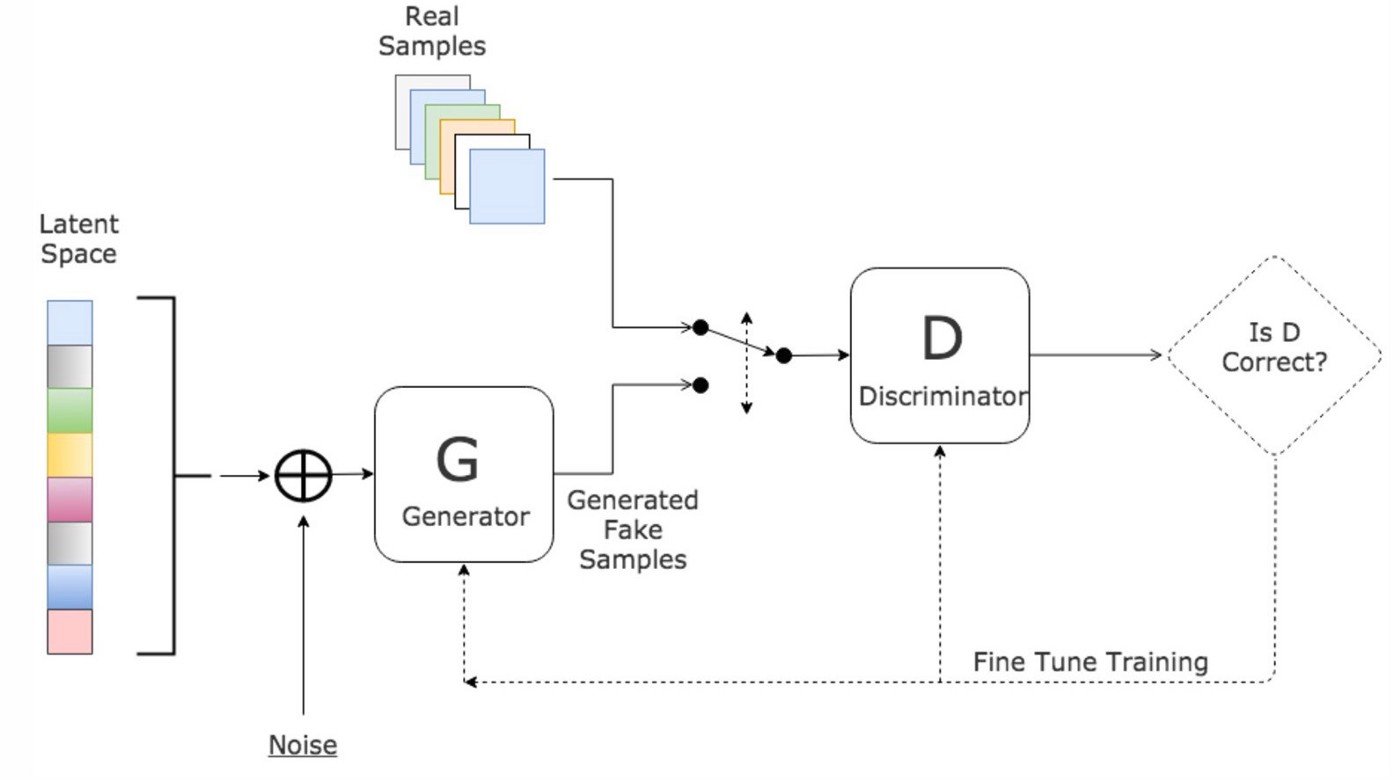 Real
Samples
Latent
Space
D
Discriminator
Is D
Correct?
G
Generator
Generated
Fake
Samples
Fine Tune Training
Noise